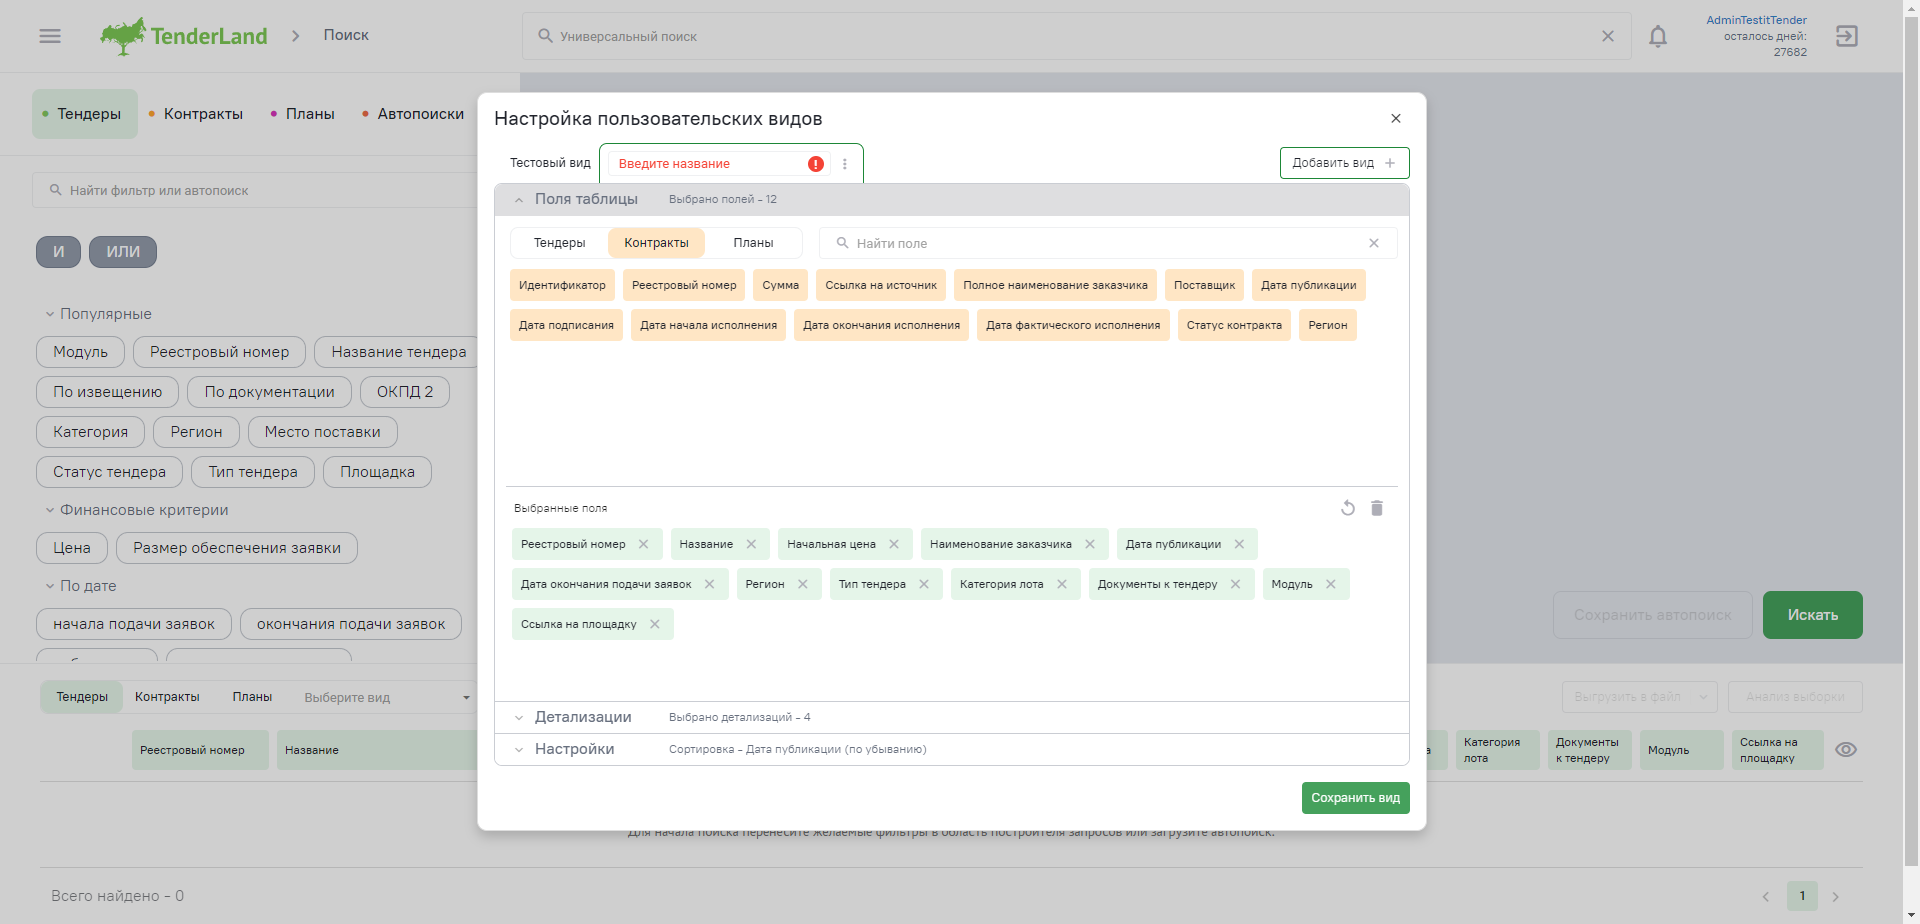 TenderLand
Поиск
Универсальный поиск
AdminTestitTender
осталось дней:
27682
Тендеры
Контракты
Планы
Автопоиски
Найти фильтр или автопоиск
И
ИЛИ
Популярные
Модуль
Реестровый номер
Название тендера
По извещению
По документации
ОКПД 2
Категория
Регион
Место поставки
Статус тендера
Тип тендера
Площадка
Финансовые критерии
Цена
Размер обеспечения заявки
По дате
начала подачи заявок
окончания подачи заявок
Настройка пользовательских видов
Тестовый вид
Введите название
Добавить вид
Поля таблицы
Выбрано полей - 12
Тендеры
Контракты
Планы
Найти поле
Идентификатор
Реестровый номер
Сумма
Ссылка на источник
Полное наименование заказчика
Поставщик
Дата публикации
Дата подписания
Дата начала исполнения
Дата окончания исполнения
Дата фактического исполнения
Статус контракта
Регион
Выбранные поля
Реестровый номер
Название
Начальная цена
Наименование заказчика
Дата публикации
Дата окончания подачи заявок
Регион
Тип тендера
Категория лота
Документы к тендеру
Модуль
Ссылка на площадку
Детализации
Выбрано детализаций - 4
Настройки
Сортировка - Дата публикации (по убыванию)
Сохранить вид
Сохранить автопоиск
Искать
Тендеры
Контракты
Планы
Выберите вид
Выгрузить в файл
Анализ выборки
Реестровый номер
Название
а
Категория
лота
Документы
к тендеру
Модуль
Ссылка на
площадку
Для начала поиска перенесите желаемые фильтры в область построителя запросов или загрузите автопоиск.
Всего найдено - 0
1